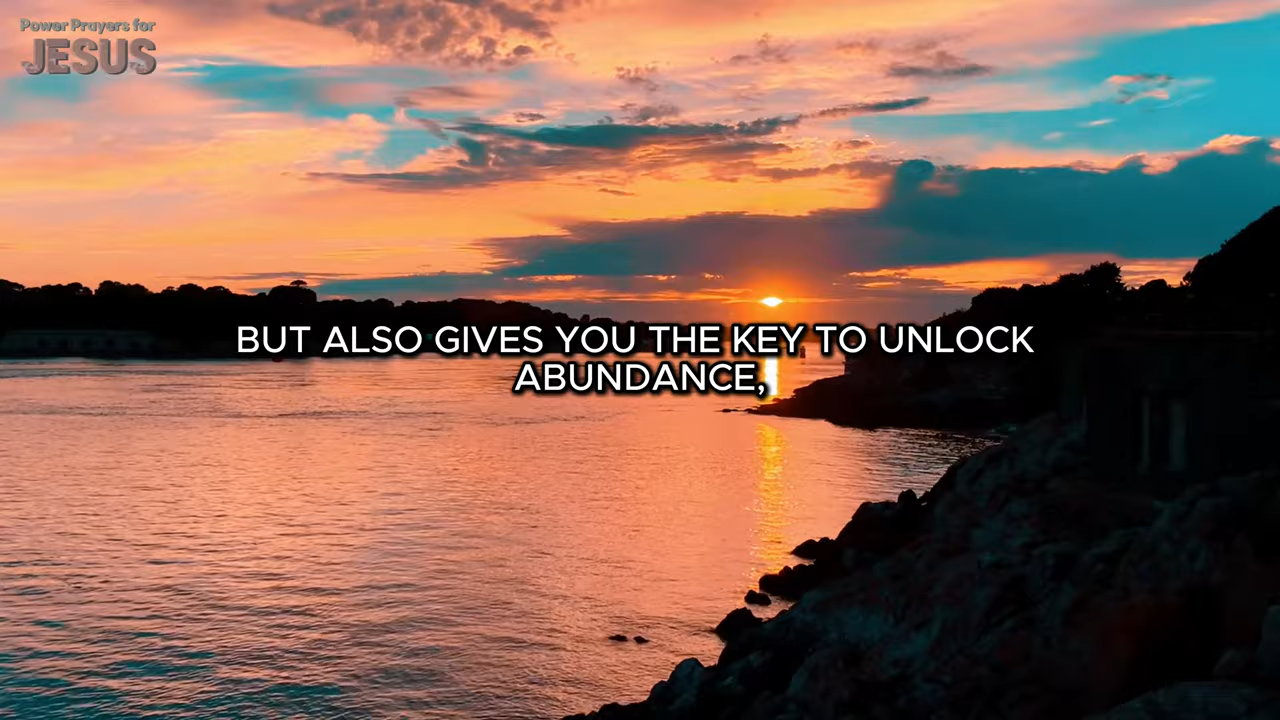 Power Prayers for
JESUS
BUT ALSO GIVES YOU THE KEY TO UNLOCK
ABUNDANCE,